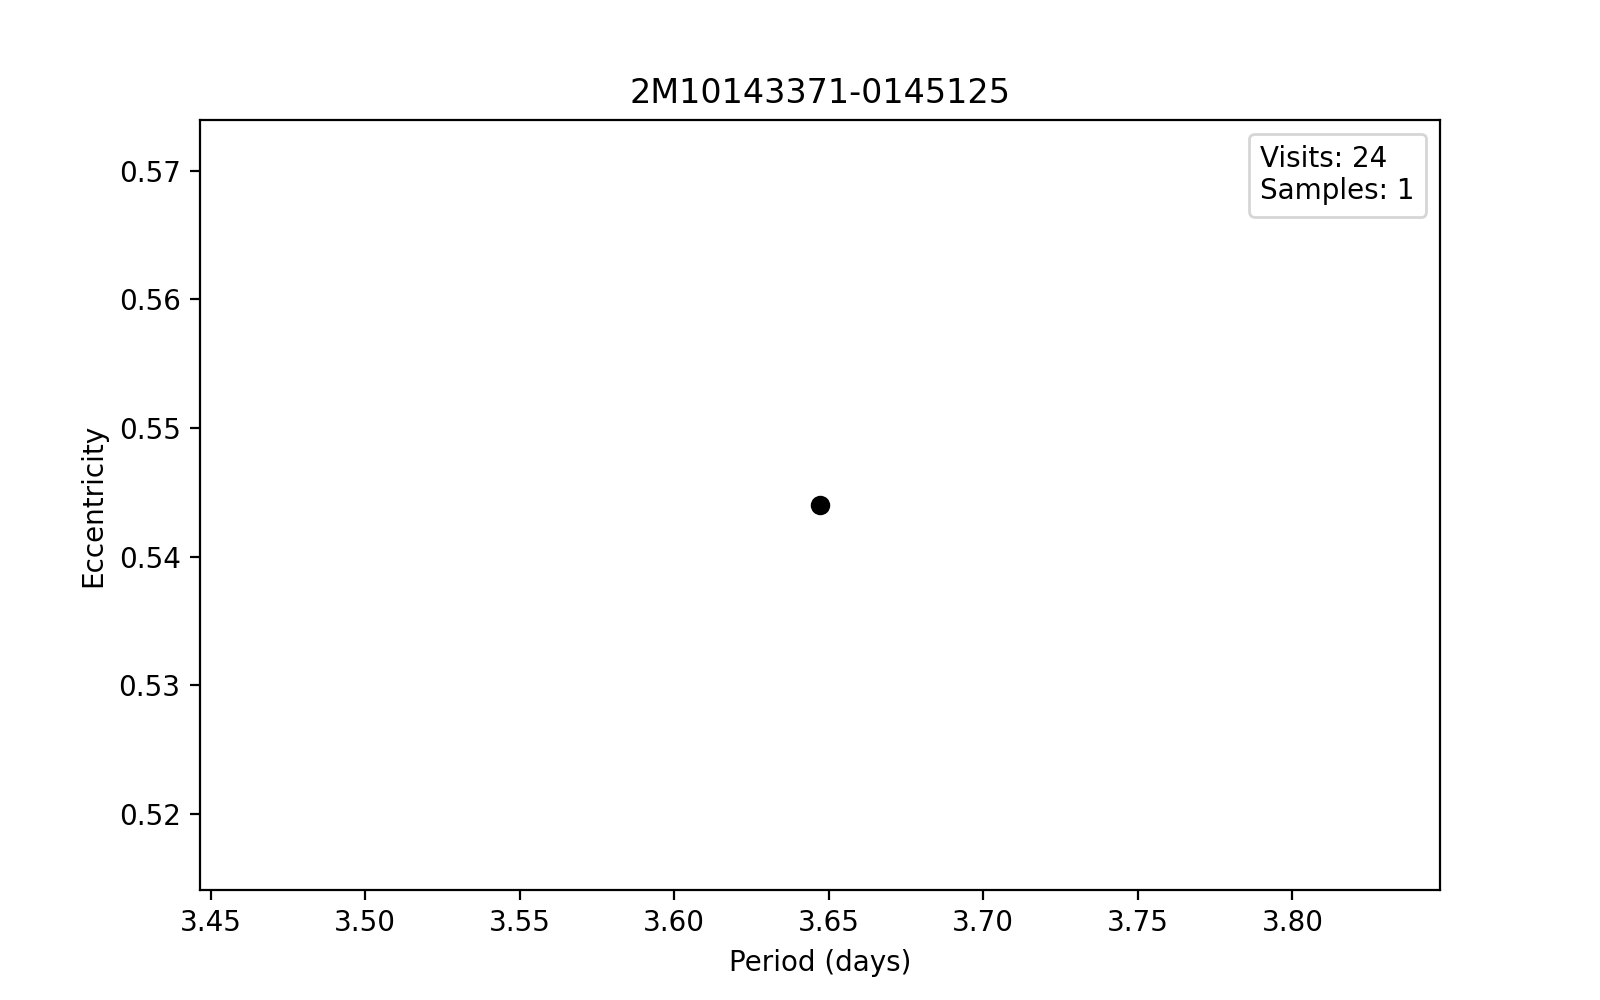 2M10143371-0145125
Visits: 24
Samples: 1
Eccentricity
0.57
0.56
0.55
0.54
0.53
0.52
3.45 3.50 3.55 3.60 3.65 3.70 3.75 3.80
Period (days)